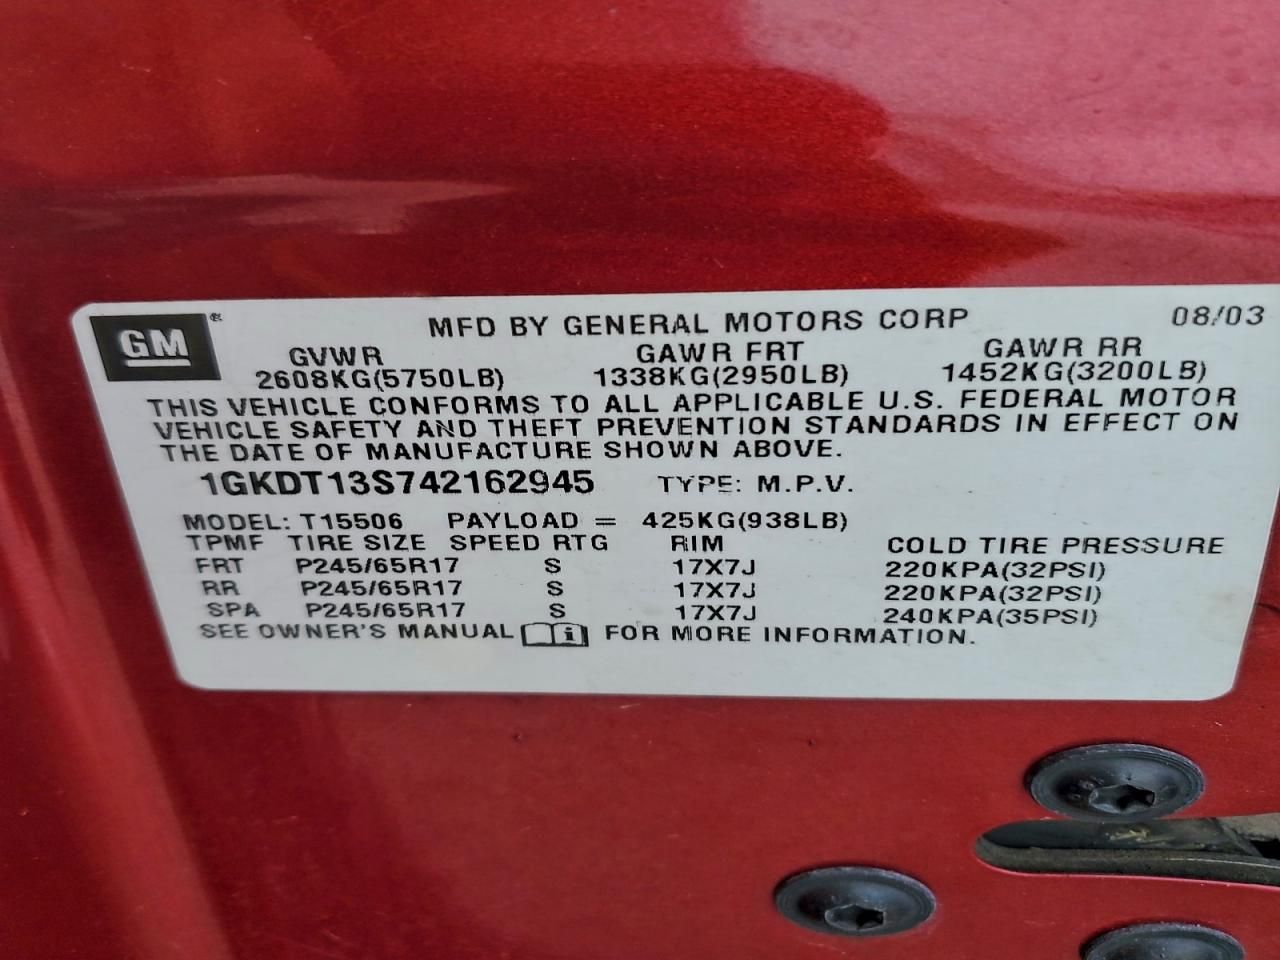 GM ®
MFD BY GENERAL MOTORS CORP 08/03
GVWR GAWR FRT GAWR RR
2608KG(5750LB) 1338KG(2950LB) 1452KG(3200LB)
THIS VEHICLE CONFORMS TO ALL APPLICABLE U.S. FEDERAL MOTOR
VEHICLE SAFETY AND THEFT PREVENTION STANDARDS IN EFFECT ON
THE DATE OF MANUFACTURE SHOWN ABOVE.
1GKDT13S742162945 TYPE: M.P.V.
MODEL: T15506 PAYLOAD = 425KG(938LB)
TPMF TIRE SIZE SPEED RTG RIM COLD TIRE PRESSURE
FRT P245/65R17 S 17X7J 220KPA(32PSI)
RR P245/65R17 S 17X7J 220KPA(32PSI)
SPA P245/65R17 S 17X7J 240KPA(35PSI)
SEE OWNER'S MANUAL i FOR MORE INFORMATION.